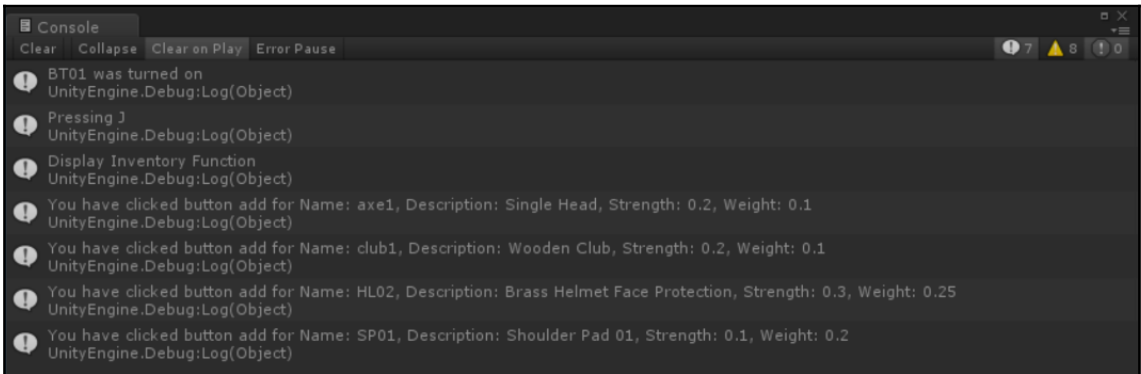 Console
Clear Collapse Clear on Play Error Pause 7 8 0
BT01 was turned on
UnityEngine.Debug:Log(Object)
Pressing J
UnityEngine.Debug:Log(Object)
Display Inventory Function
UnityEngine.Debug:Log(Object)
You have clicked button add for Name: axe1, Description: Single Head, Strength: 0.2, Weight: 0.1
UnityEngine.Debug:Log(Object)
You have clicked button add for Name: club1, Description: Wooden Club, Strength: 0.2, Weight: 0.1
UnityEngine.Debug:Log(Object)
You have clicked button add for Name: HL02, Description: Brass Helmet Face Protection, Strength: 0.3, Weight: 0.25
UnityEngine.Debug:Log(Object)
You have clicked button add for Name: SP01, Description: Shoulder Pad 01, Strength: 0.1, Weight: 0.2
UnityEngine.Debug:Log(Object)